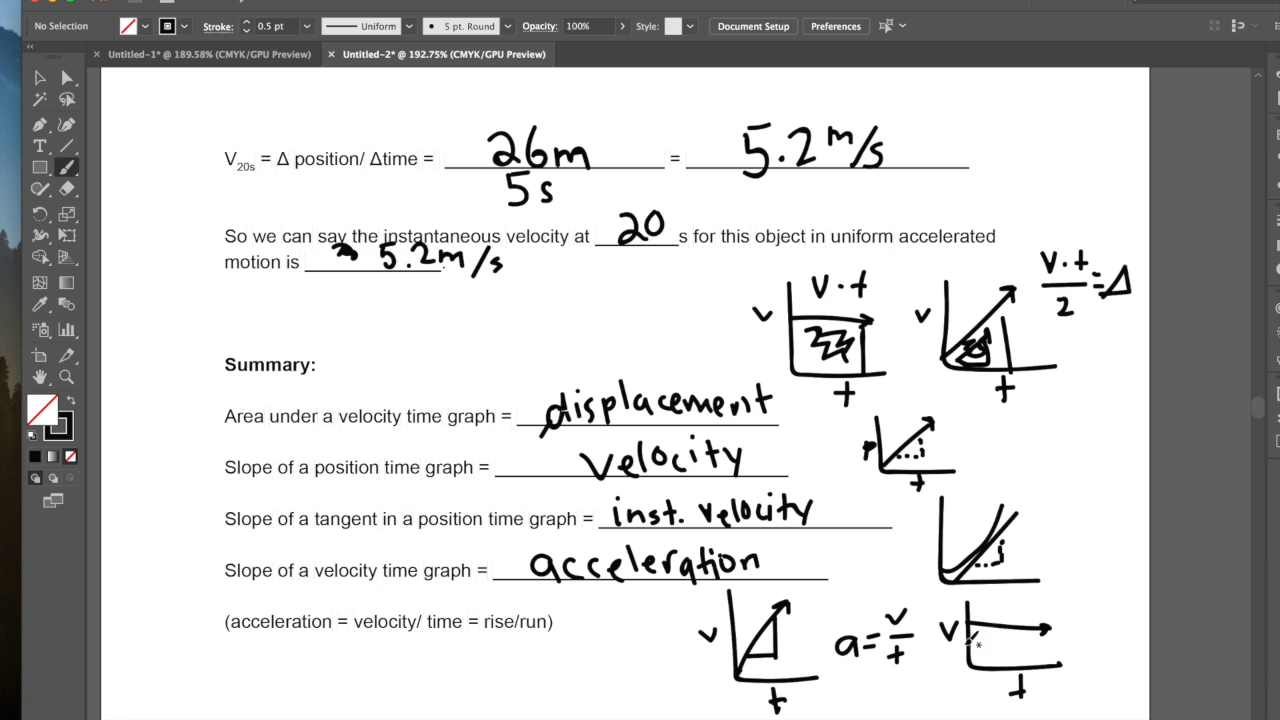 No Selection Stroke: 0.5 pt Uniform 5 pt. Round Opacity: 100% Style: Document Setup Preferences
Untitled-1* @ 189.58% (CMYK/GPU Preview) Untitled-2* @ 192.75% (CMYK/GPU Preview)
V20s = Δ position/ Δtime = 26m = 5.2 m/s
5s
So we can say the instantaneous velocity at 20 s for this object in uniform accelerated
motion is 5.2m/s.
v · t
v
t
v · t
2
= Δ
v
t
Summary:
Area under a velocity time graph = displacement
Slope of a position time graph = velocity
P
t
Slope of a tangent in a position time graph = inst. velocity
Slope of a velocity time graph = acceleration
(acceleration = velocity/ time = rise/run)
v
t
a = v
t
v
t